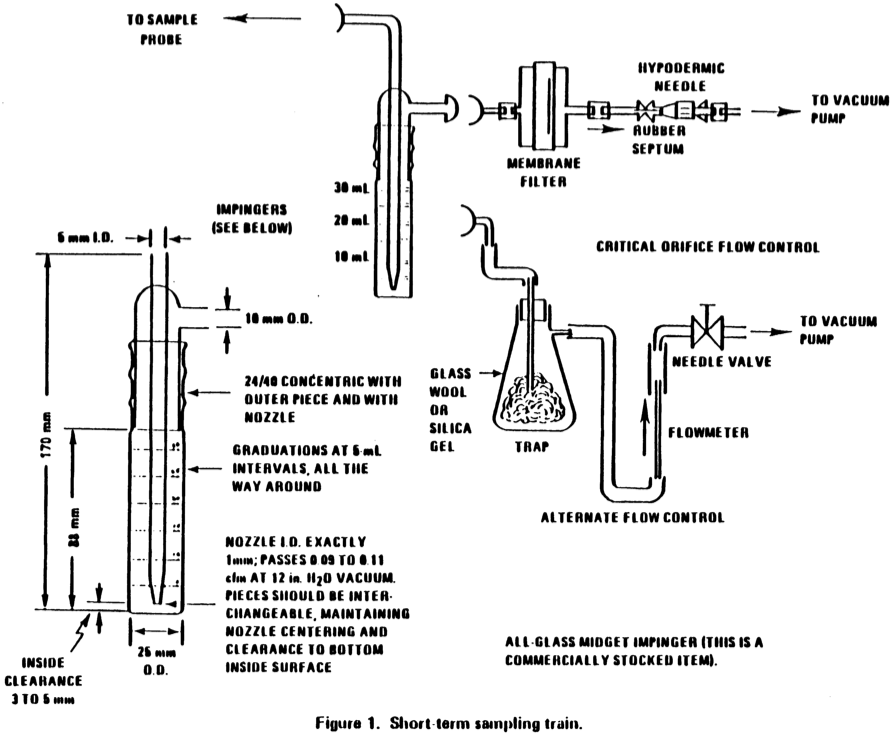 TO SAMPLE
PROBE
HYPODERMIC
NEEDLE
TO VACUUM
PUMP
RUBBER
SEPTUM
MEMBRANE
FILTER
30 mL
20 mL
10 mL
IMPINGERS
(SEE BELOW)
5 mm I.D.
CRITICAL ORIFICE FLOW CONTROL
10 mm O.D.
TO VACUUM
PUMP
NEEDLE VALVE
GLASS
WOOL
OR
SILICA
GEL
24/40 CONCENTRIC WITH
OUTER PIECE AND WITH
NOZZLE
170 mm
FLOWMETER
TRAP
GRADUATIONS AT 5-mL
INTERVALS, ALL THE
WAY AROUND
88 mm
ALTERNATE FLOW CONTROL
NOZZLE I.D. EXACTLY
1mm; PASSES 0.09 TO 0.11
cfm AT 12 in. H2O VACUUM.
PIECES SHOULD BE INTER-
CHANGEABLE, MAINTAINING
NOZZLE CENTERING AND
CLEARANCE TO BOTTOM
INSIDE SURFACE
25 mm
O.D.
INSIDE
CLEARANCE
3 TO 5 mm
ALL-GLASS MIDGET IMPINGER (THIS IS A
COMMERCIALLY STOCKED ITEM).
Figure 1. Short-term sampling train.